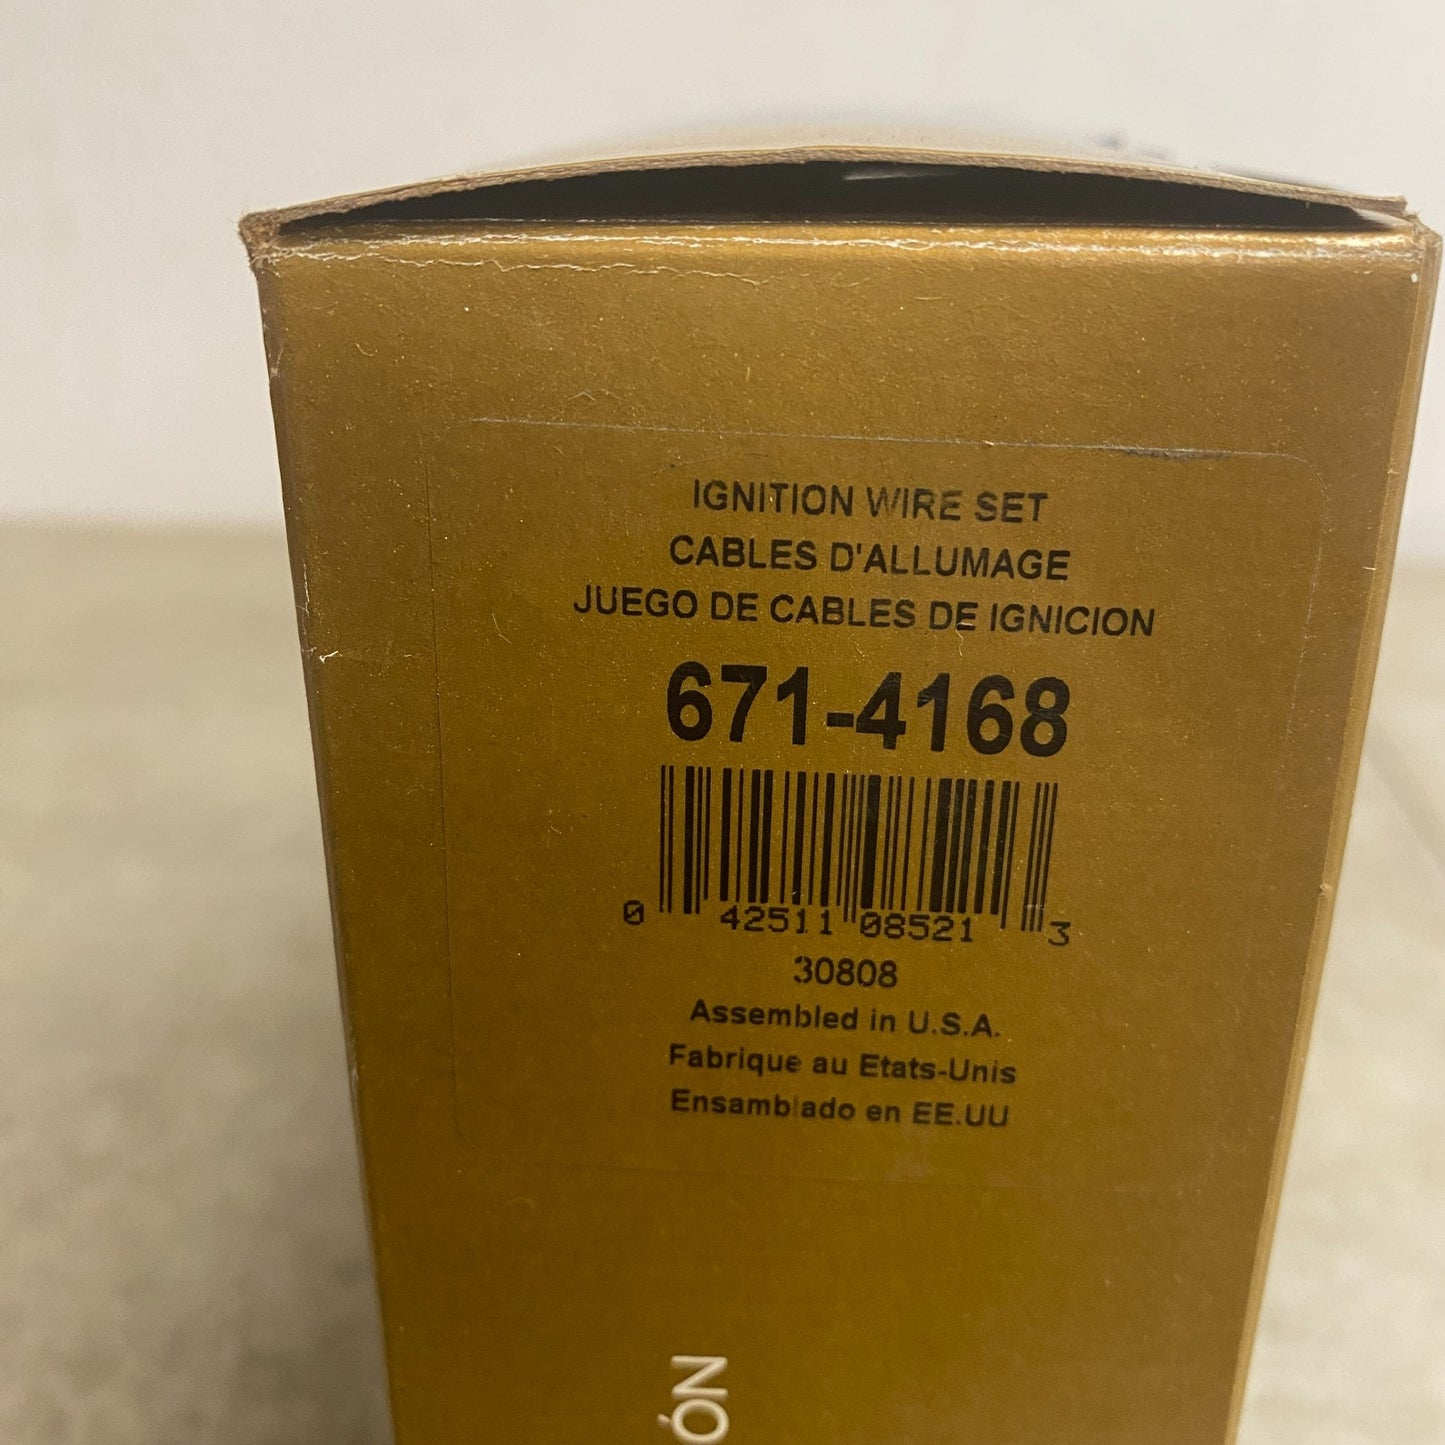 IGNITION WIRE SET
CABLES D'ALLUMAGE
JUEGO DE CABLES DE IGNICION
671-4168
0 42511 08521 3
30808
Assembled in U.S.A.
Fabrique au Etats-Unis
Ensamblado en EE.UU
ÓN